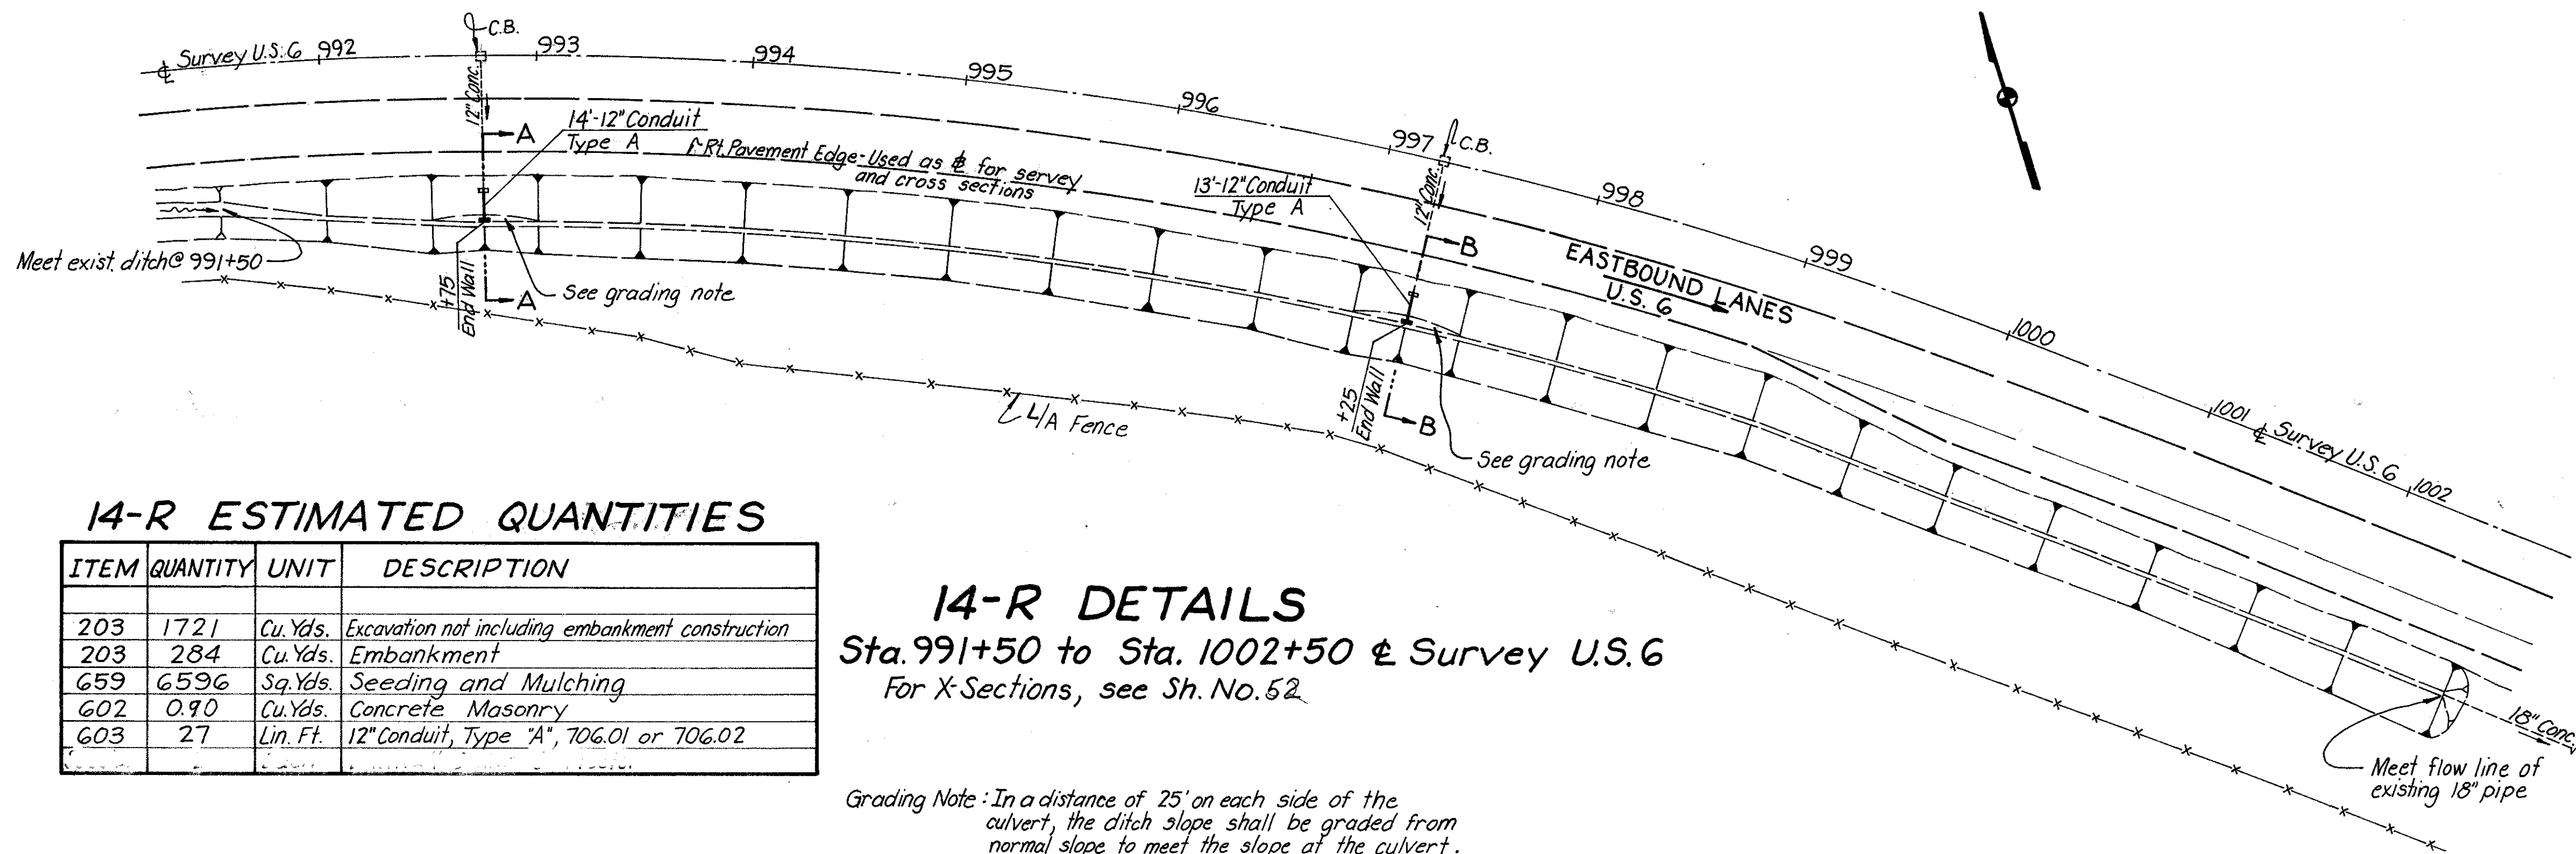 C.B.
℄ Survey U.S. 6 992 993 994 995 996 997 998 999 1000 1001 ℄ Survey U.S. 6 1002
12" Conc.
A
14'-12" Conduit
Type A
Rt. Pavement Edge-Used as ℄ for servey
and cross sections
C.B.
12" Conc.
13'-12" Conduit
Type A
B
EASTBOUND LANES
U.S. 6
Meet exist. ditch @ 991+50
+75
End Wall
A
See grading note
L/A Fence
+25
End Wall
B
See grading note
18" Conc.
Meet flow line of
existing 18" pipe
14-R ESTIMATED QUANTITIES
ITEM QUANTITY UNIT DESCRIPTION
203 1721 Cu. Yds. Excavation not including embankment construction
203 284 Cu. Yds. Embankment
659 6596 Sq. Yds. Seeding and Mulching
602 0.90 Cu. Yds. Concrete Masonry
603 27 Lin. Ft. 12" Conduit, Type "A", 706.01 or 706.02
14-R DETAILS
Sta. 991+50 to Sta. 1002+50 ℄ Survey U.S. 6
For X-Sections, see Sh. No. 52
Grading Note: In a distance of 25' on each side of the
culvert, the ditch slope shall be graded from
normal slope to meet the slope at the culvert.